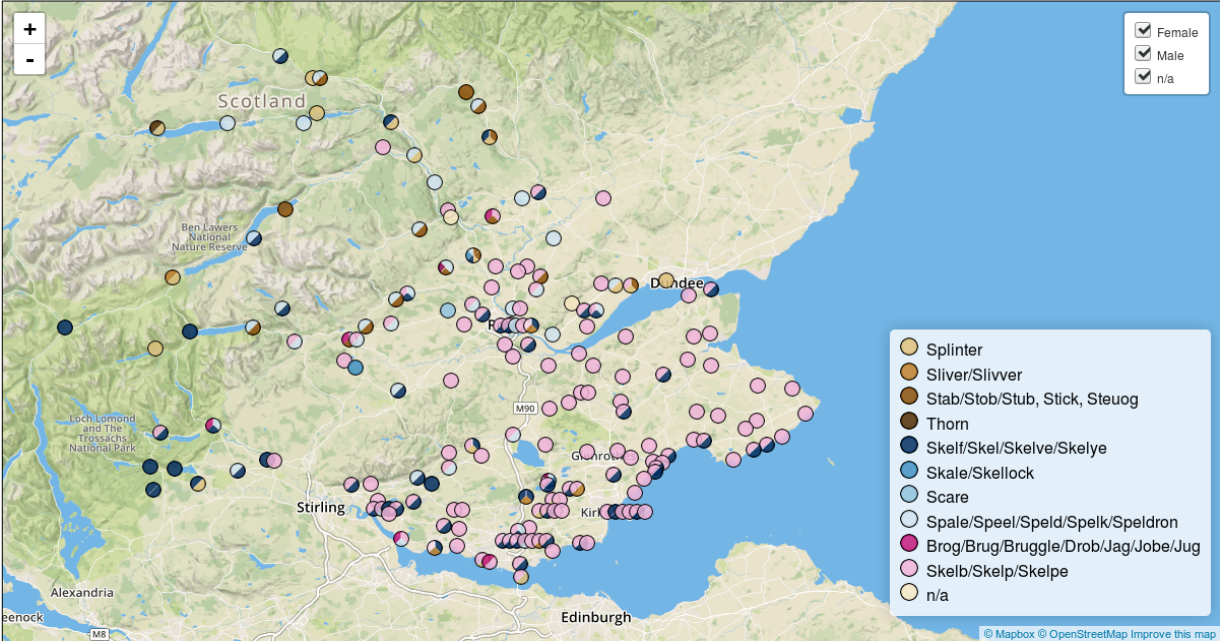 +
-
Female
Male
n/a
Scotland
Ben Lawers
National
Nature Reserve
Dundee
Loch Lomond
and The
Trossachs
National Park
M90
Stirling
Alexandria
eenock
M8
Edinburgh
Splinter
Sliver/Slivver
Stab/Stob/Stub, Stick, Steuog
Thorn
Skelf/Skel/Skelve/Skelye
Skale/Skellock
Scare
Spale/Speel/Speld/Spelk/Speldron
Brog/Brug/Bruggle/Drob/Jag/Jobe/Jug
Skelb/Skelp/Skelpe
n/a
© Mapbox © OpenStreetMap Improve this map